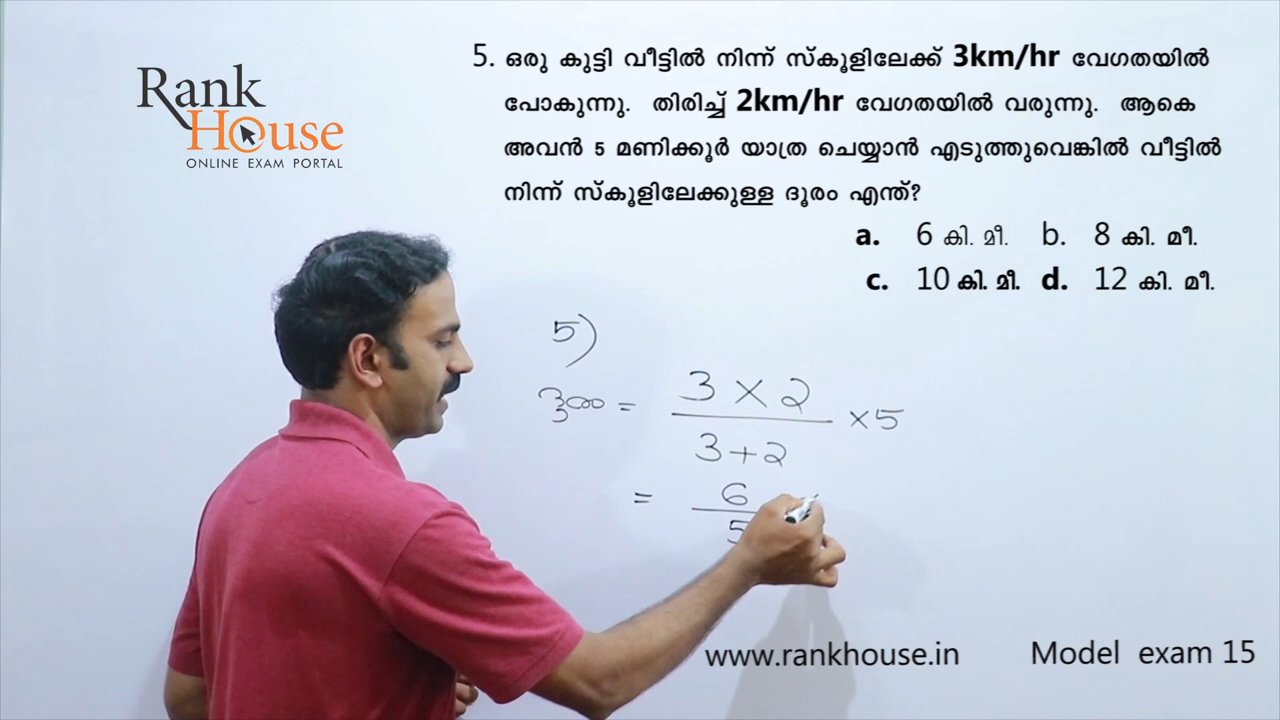 Rank
House
ONLINE EXAM PORTAL
5. ഒരു കുട്ടി വീട്ടിൽ നിന്ന് സ്കൂളിലേക്ക് 3km/hr വേഗതയിൽ
പോകുന്നു. തിരിച്ച് 2km/hr വേഗതയിൽ വരുന്നു. ആകെ
അവൻ 5 മണിക്കൂർ യാത്ര ചെയ്യാൻ എടുത്തുവെങ്കിൽ വീട്ടിൽ
നിന്ന് സ്കൂളിലേക്കുള്ള ദൂരം എന്ത്?
a. 6 കി. മീ. b. 8 കി. മീ.
c. 10 കി. മീ. d. 12 കി. മീ.
5)
ദൂരം = 3 × 2
× 5
3 + 2
= 6
5
www.rankhouse.in Model exam 15